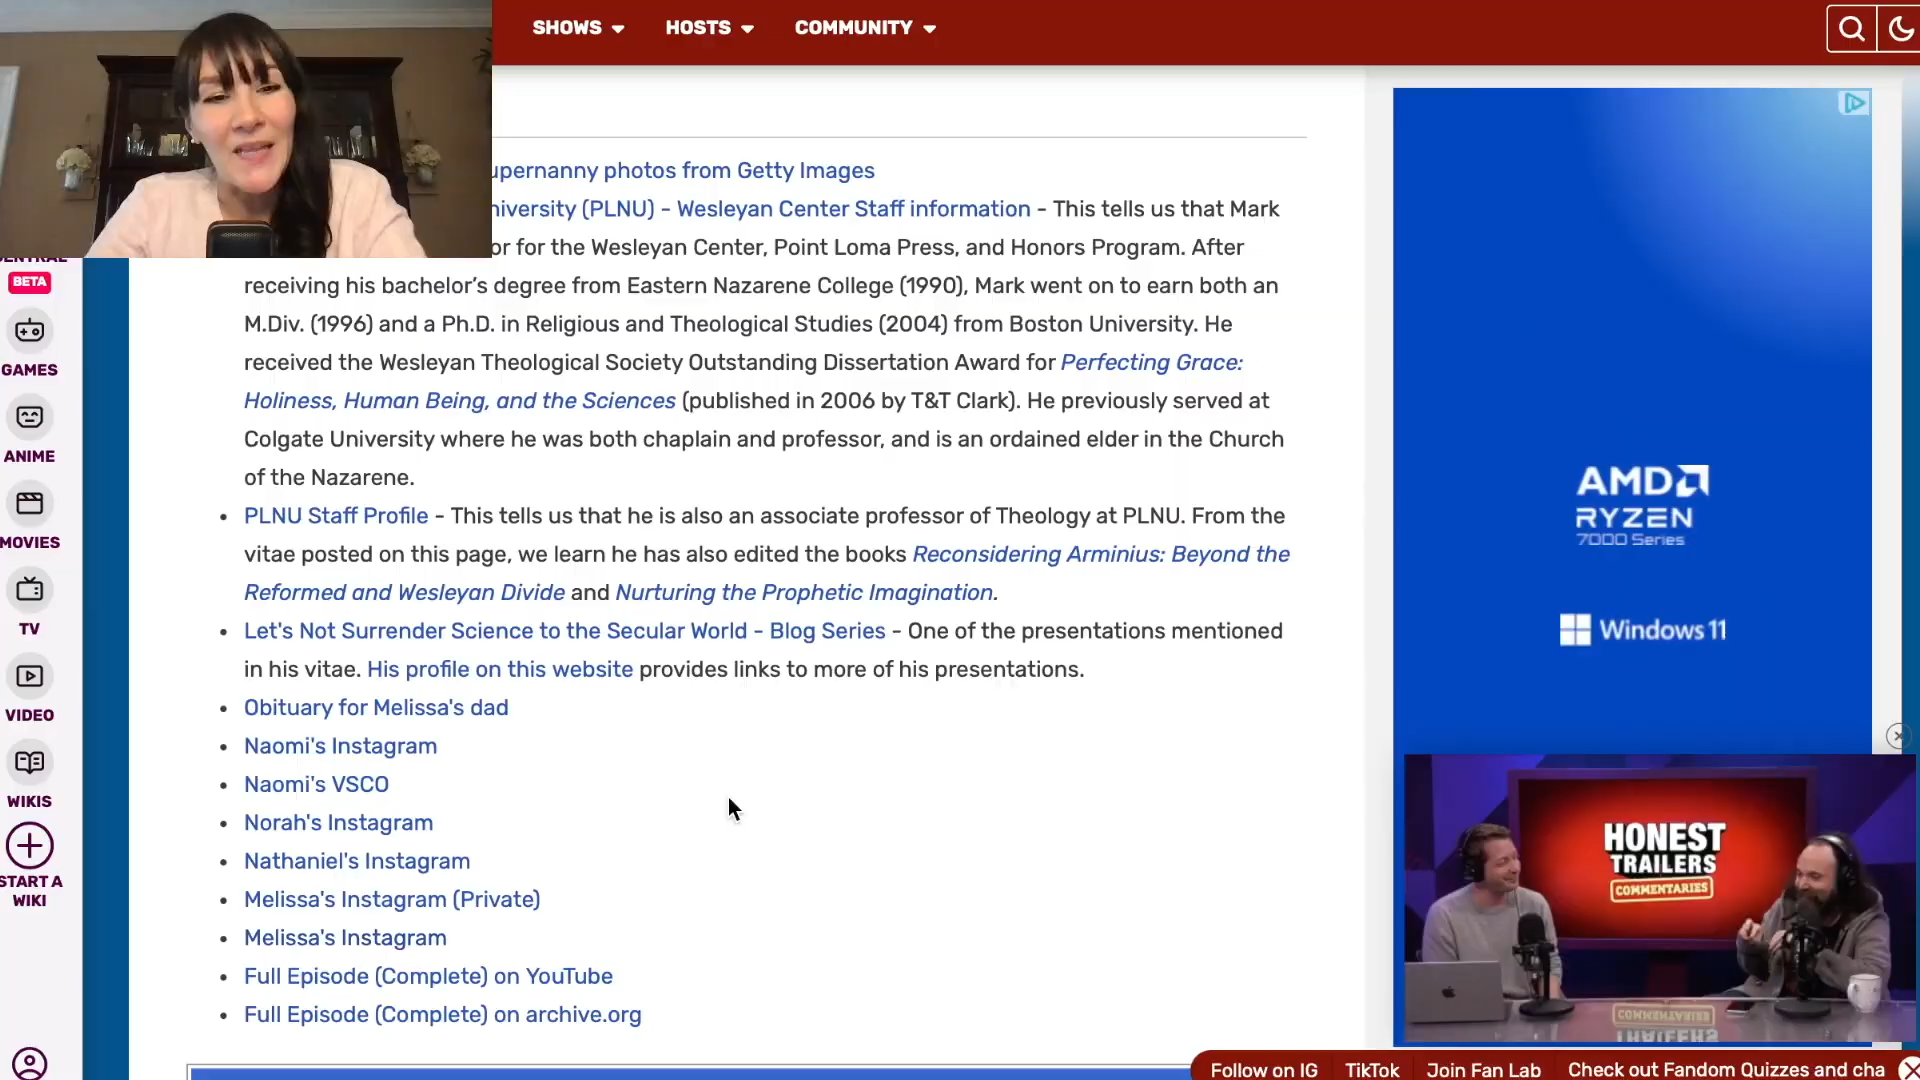 SHOWS
HOSTS
COMMUNITY
upernanny photos from Getty Images
niversity (PLNU) - Wesleyan Center Staff information - This tells us that Mark
or for the Wesleyan Center, Point Loma Press, and Honors Program. After
receiving his bachelor's degree from Eastern Nazarene College (1990), Mark went on to earn both an
M.Div. (1996) and a Ph.D. in Religious and Theological Studies (2004) from Boston University. He
received the Wesleyan Theological Society Outstanding Dissertation Award for Perfecting Grace:
Holiness, Human Being, and the Sciences (published in 2006 by T&T Clark). He previously served at
Colgate University where he was both chaplain and professor, and is an ordained elder in the Church
of the Nazarene.
• PLNU Staff Profile - This tells us that he is also an associate professor of Theology at PLNU. From the
vitae posted on this page, we learn he has also edited the books Reconsidering Arminius: Beyond the
Reformed and Wesleyan Divide and Nurturing the Prophetic Imagination.
• Let's Not Surrender Science to the Secular World - Blog Series - One of the presentations mentioned
in his vitae. His profile on this website provides links to more of his presentations.
• Obituary for Melissa's dad
• Naomi's Instagram
• Naomi's VSCO
• Norah's Instagram
• Nathaniel's Instagram
• Melissa's Instagram (Private)
• Melissa's Instagram
• Full Episode (Complete) on YouTube
• Full Episode (Complete) on archive.org
BETA
GAMES
ANIME
MOVIES
TV
VIDEO
WIKIS
START A
WIKI
AMD
RYZEN
7000 Series
Windows 11
HONEST
TRAILERS
COMMENTARIES
Follow on IG
TikTok
Join Fan Lab
Check out Fandom Quizzes and cha